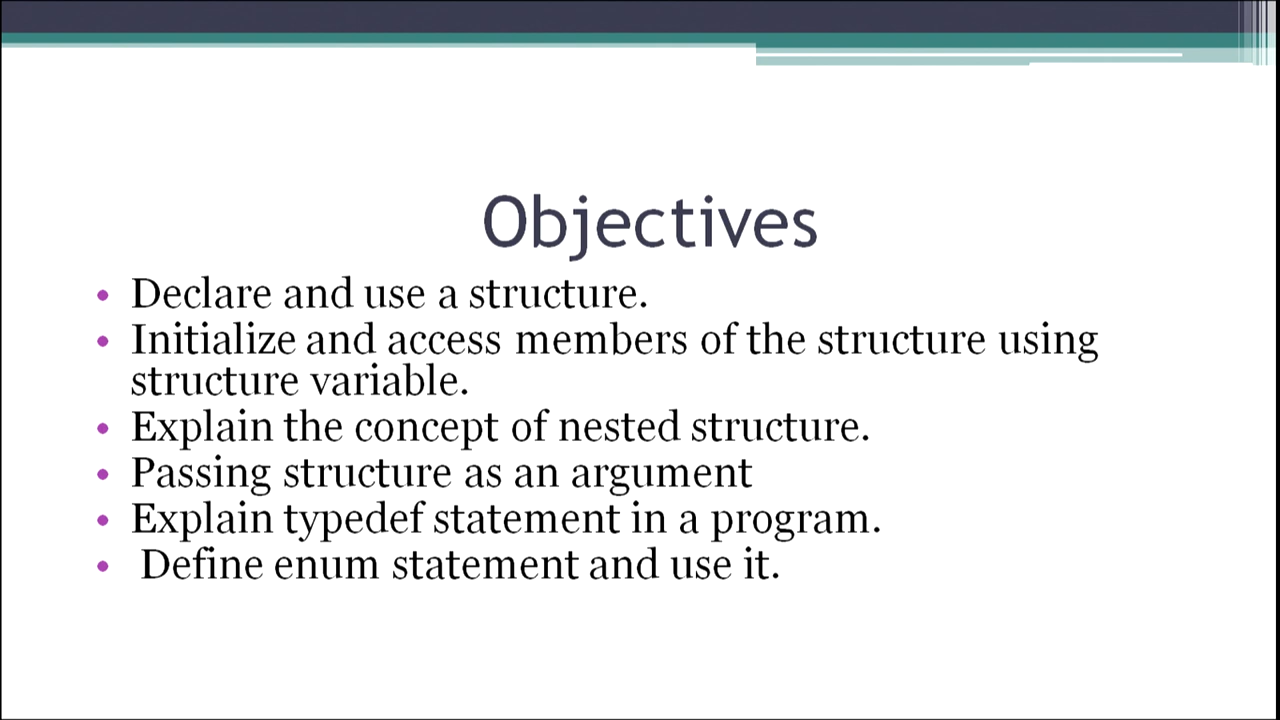 Objectives
• Declare and use a structure.
• Initialize and access members of the structure using
structure variable.
• Explain the concept of nested structure.
• Passing structure as an argument
• Explain typedef statement in a program.
• Define enum statement and use it.